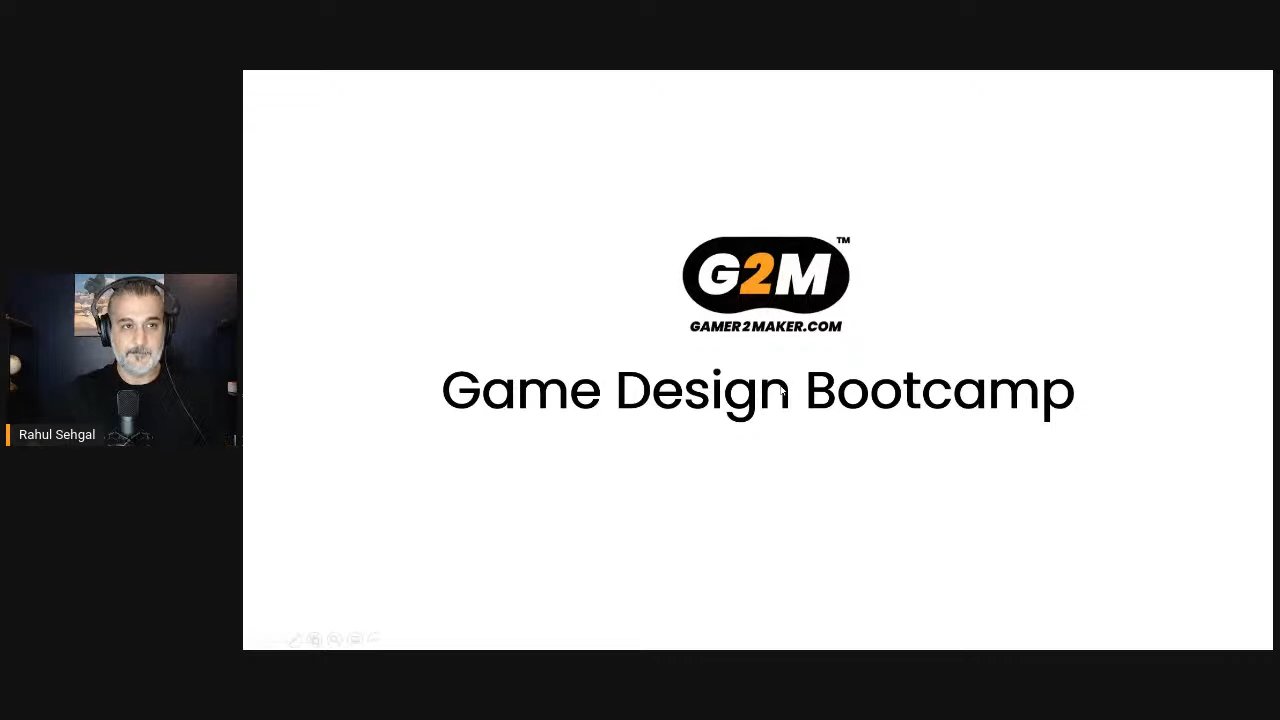 G2M
TM
GAMER2MAKER.COM
Game Design Bootcamp
Rahul Sehgal